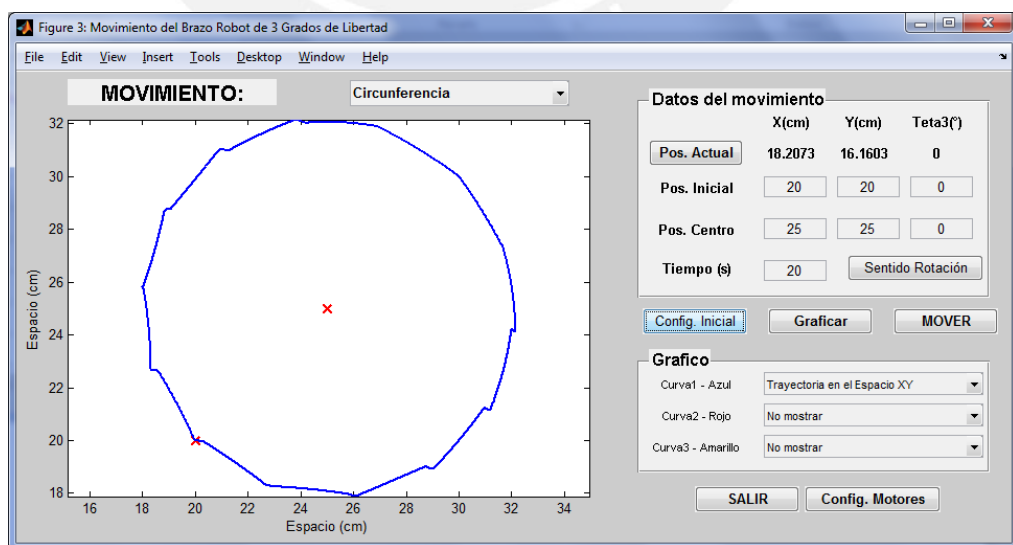 Figure 3: Movimiento del Brazo Robot de 3 Grados de Libertad
File Edit View Insert Tools Desktop Window Help
MOVIMIENTO: Circunferencia
Datos del movimiento
X(cm) Y(cm) Teta3(°)
Pos. Actual 18.2073 16.1603 0
Pos. Inicial 20 20 0
Pos. Centro 25 25 0
Tiempo (s) 20 Sentido Rotación
Config. Inicial Graficar MOVER
Grafico
Curva1 - Azul Trayectoria en el Espacio XY
Curva2 - Rojo No mostrar
Curva3 - Amarillo No mostrar
SALIR Config. Motores
32
30
28
26
24
22
20
18
Espacio (cm)
16 18 20 22 24 26 28 30 32 34
Espacio (cm)